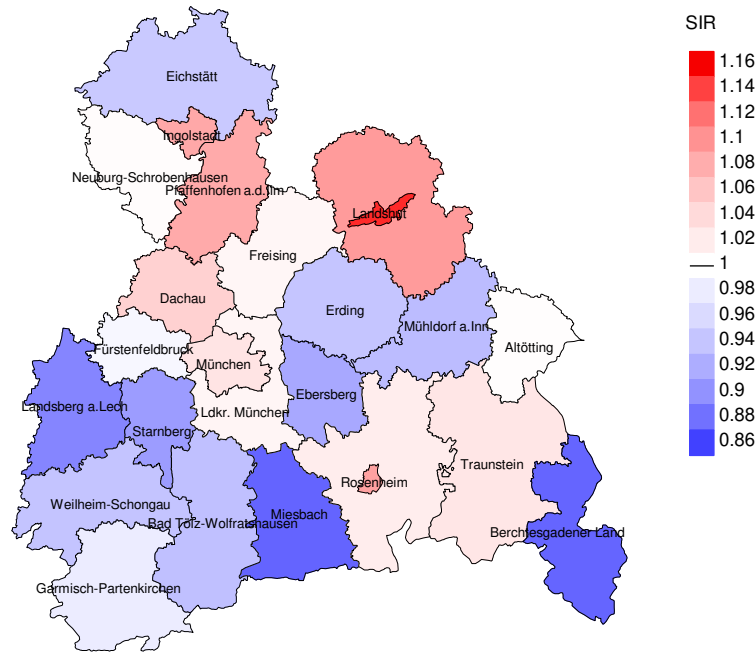 SIR
1.16
1.14
1.12
1.1
1.08
1.06
1.04
1.02
1
0.98
0.96
0.94
0.92
0.9
0.88
0.86
Eichstätt
Ingolstadt
Neuburg-Schrobenhausen
Pfaffenhofen a.d.Ilm
Landshut
Freising
Dachau
Erding
Mühldorf a.Inn
Altötting
Fürstenfeldbruck
München
Ebersberg
Landsberg a.Lech
Ldkr. München
Starnberg
Traunstein
Rosenheim
Weilheim-Schongau
Miesbach
Bad Tölz-Wolfratshausen
Berchtesgadener Land
Garmisch-Partenkirchen